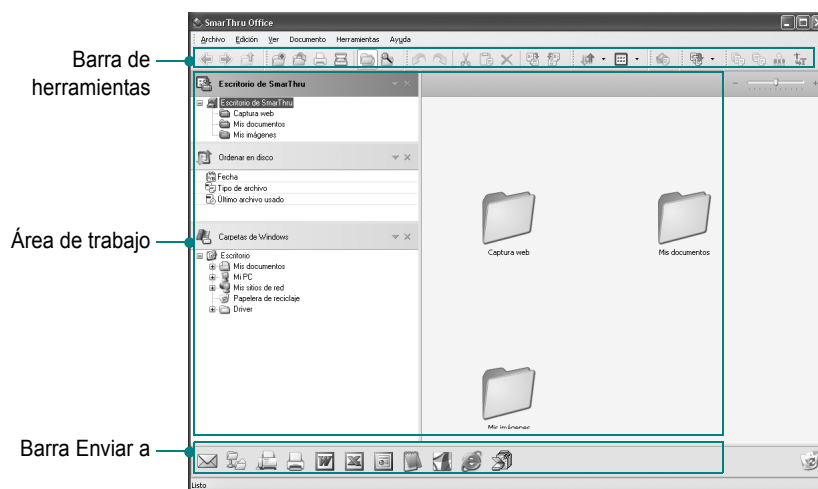 SmarThru Office
Archivo Edición Ver Documento Herramientas Ayuda
Barra de
herramientas
Escritorio de SmarThru
Escritorio de SmarThru
Captura web
Mis documentos
Mis imágenes
Ordenar en disco
Fecha
Tipo de archivo
Último archivo usado
Área de trabajo
Carpetas de Windows
Escritorio
Mis documentos
Mi PC
Mis sitios de red
Papelera de reciclaje
Driver
Captura web
Mis documentos
Mis imágenes
Barra Enviar a
Listo